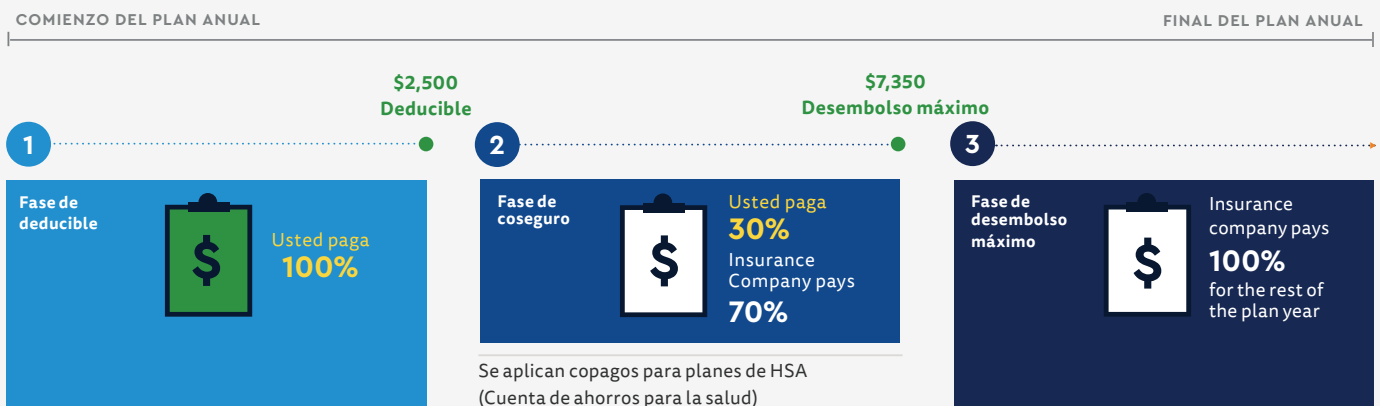 COMIENZO DEL PLAN ANUAL
FINAL DEL PLAN ANUAL
$2,500
Deducible
$7,350
Desembolso máximo
1
2
3
Fase de
deducible
$
Usted paga
100%
Fase de
coseguro
$
Usted paga
30%
Insurance
Company pays
70%
Se aplican copagos para planes de HSA
(Cuenta de ahorros para la salud)
Fase de
desembolso
máximo
$
Insurance
company pays
100%
for the rest of
the plan year